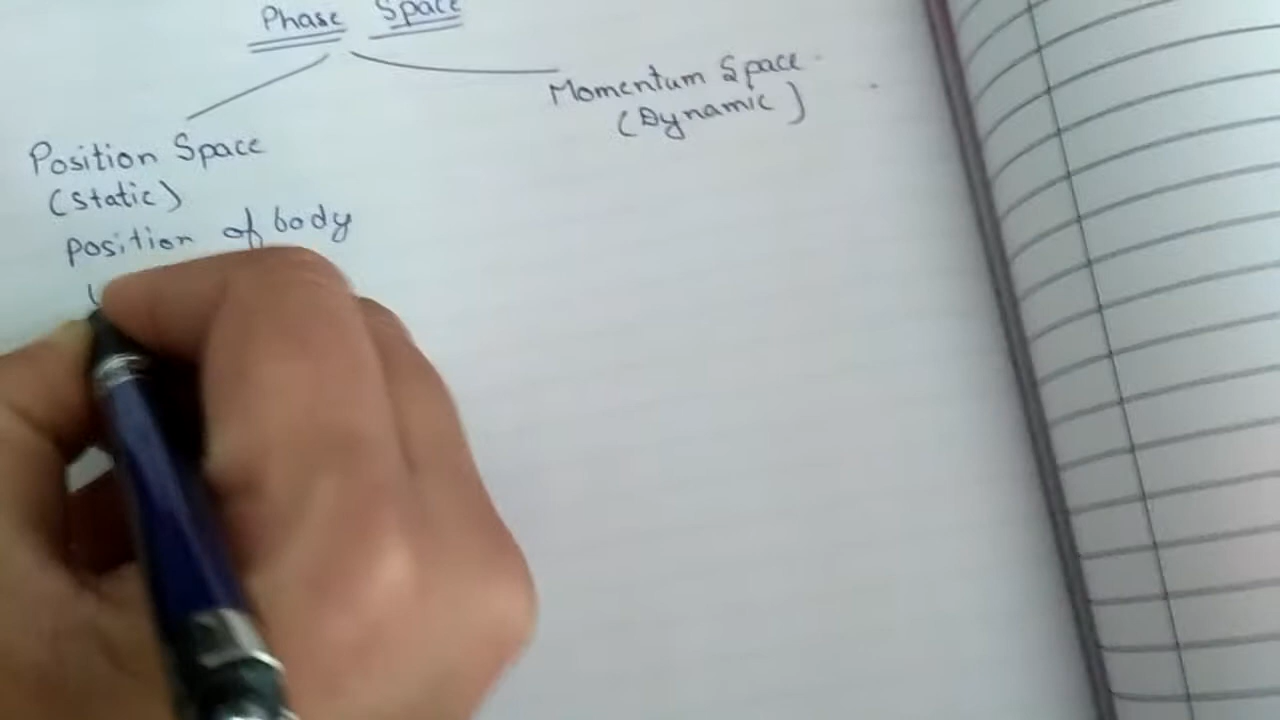 Phase Space
Momentum Space
(Dynamic)
Position Space
(static)
position of body
(